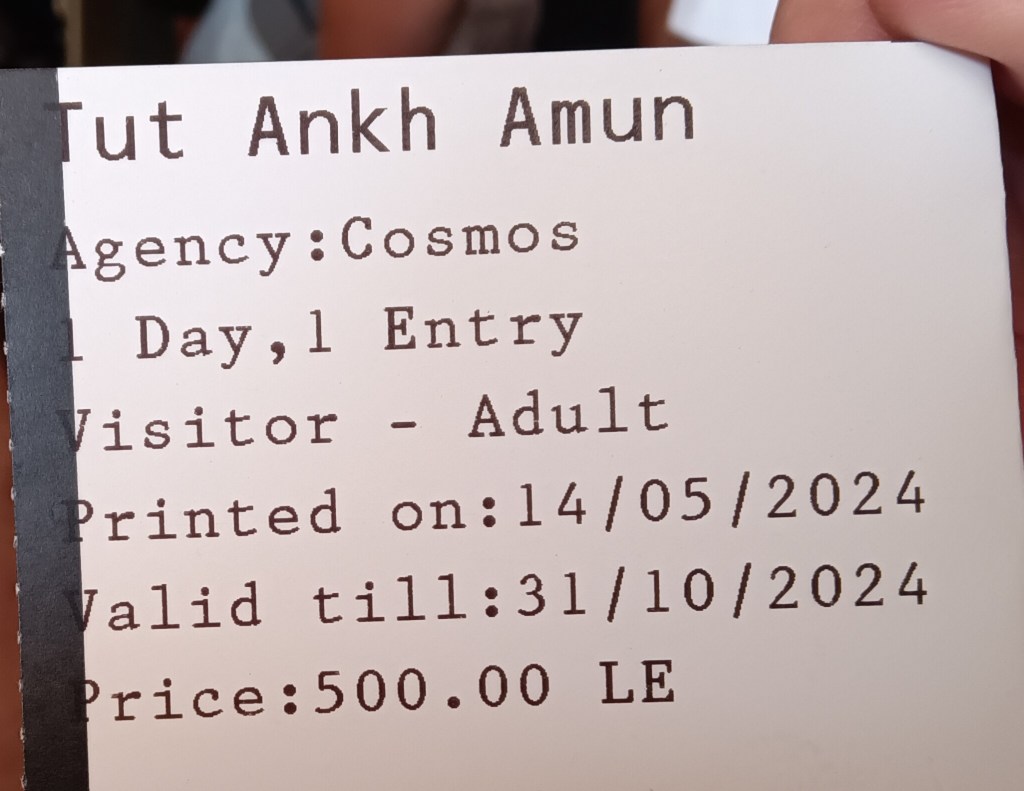 Tut Ankh Amun
Agency:Cosmos
1 Day,1 Entry
Visitor - Adult
Printed on:14/05/2024
Valid till:31/10/2024
Price:500.00 LE